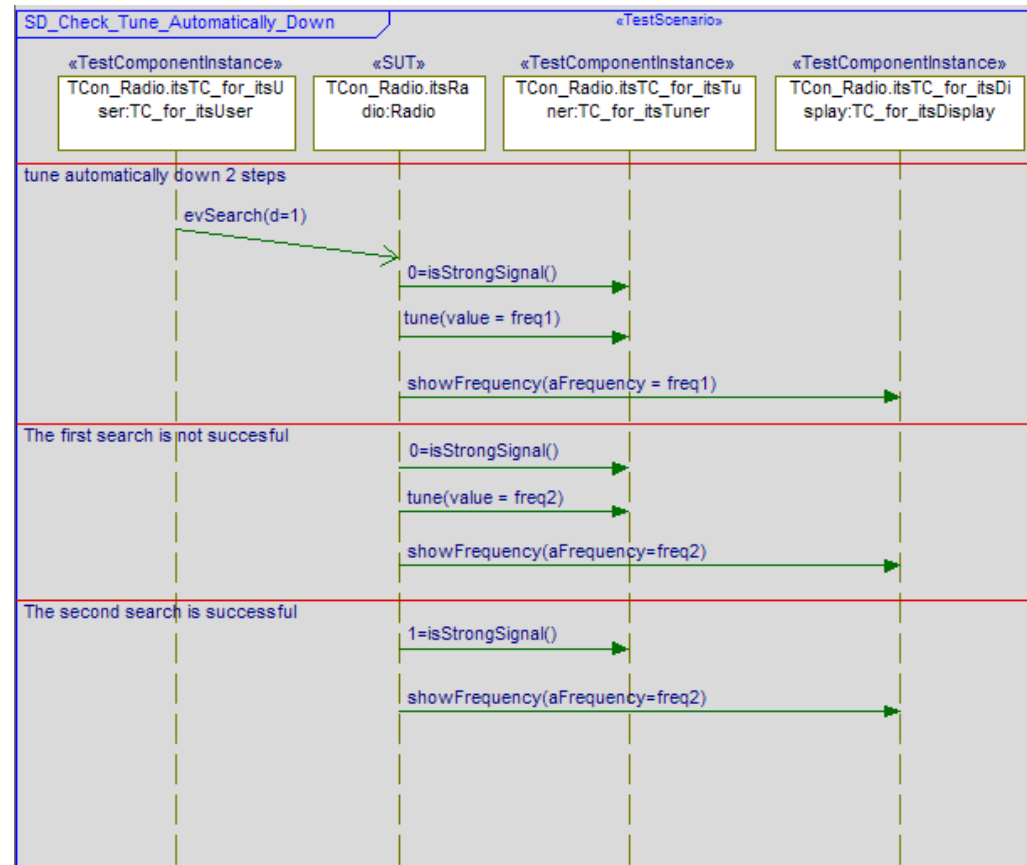 SD_Check_Tune_Automatically_Down
«TestScenario»
«TestComponentInstance»
TCon_Radio.itsTC_for_itsU
ser:TC_for_itsUser
«SUT»
TCon_Radio.itsRa
dio:Radio
«TestComponentInstance»
TCon_Radio.itsTC_for_itsTu
ner:TC_for_itsTuner
«TestComponentInstance»
TCon_Radio.itsTC_for_itsDi
splay:TC_for_itsDisplay
tune automatically down 2 steps
evSearch(d=1)
0=isStrongSignal()
tune(value = freq1)
showFrequency(aFrequency = freq1)
The first search is not succesful
0=isStrongSignal()
tune(value = freq2)
showFrequency(aFrequency=freq2)
The second search is successful
1=isStrongSignal()
showFrequency(aFrequency=freq2)